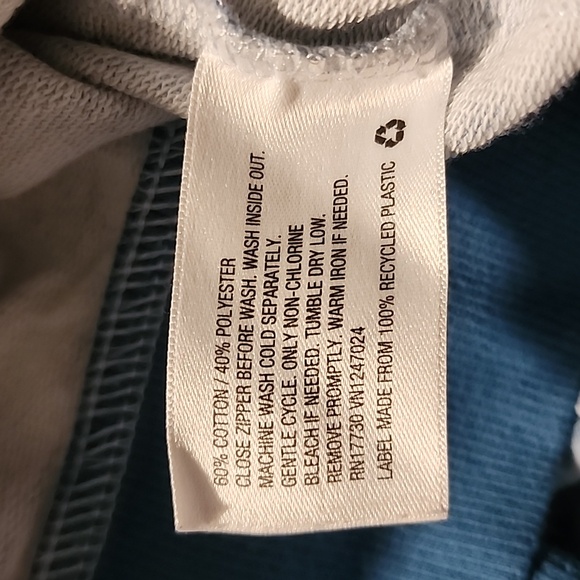 60% COTTON / 40% POLYESTER
CLOSE ZIPPER BEFORE WASH. WASH INSIDE OUT.
MACHINE WASH COLD SEPARATELY.
GENTLE CYCLE. ONLY NON-CHLORINE
BLEACH IF NEEDED. TUMBLE DRY LOW.
REMOVE PROMPTLY. WARM IRON IF NEEDED.
RN17730 VN1247024
LABEL MADE FROM 100% RECYCLED PLASTIC